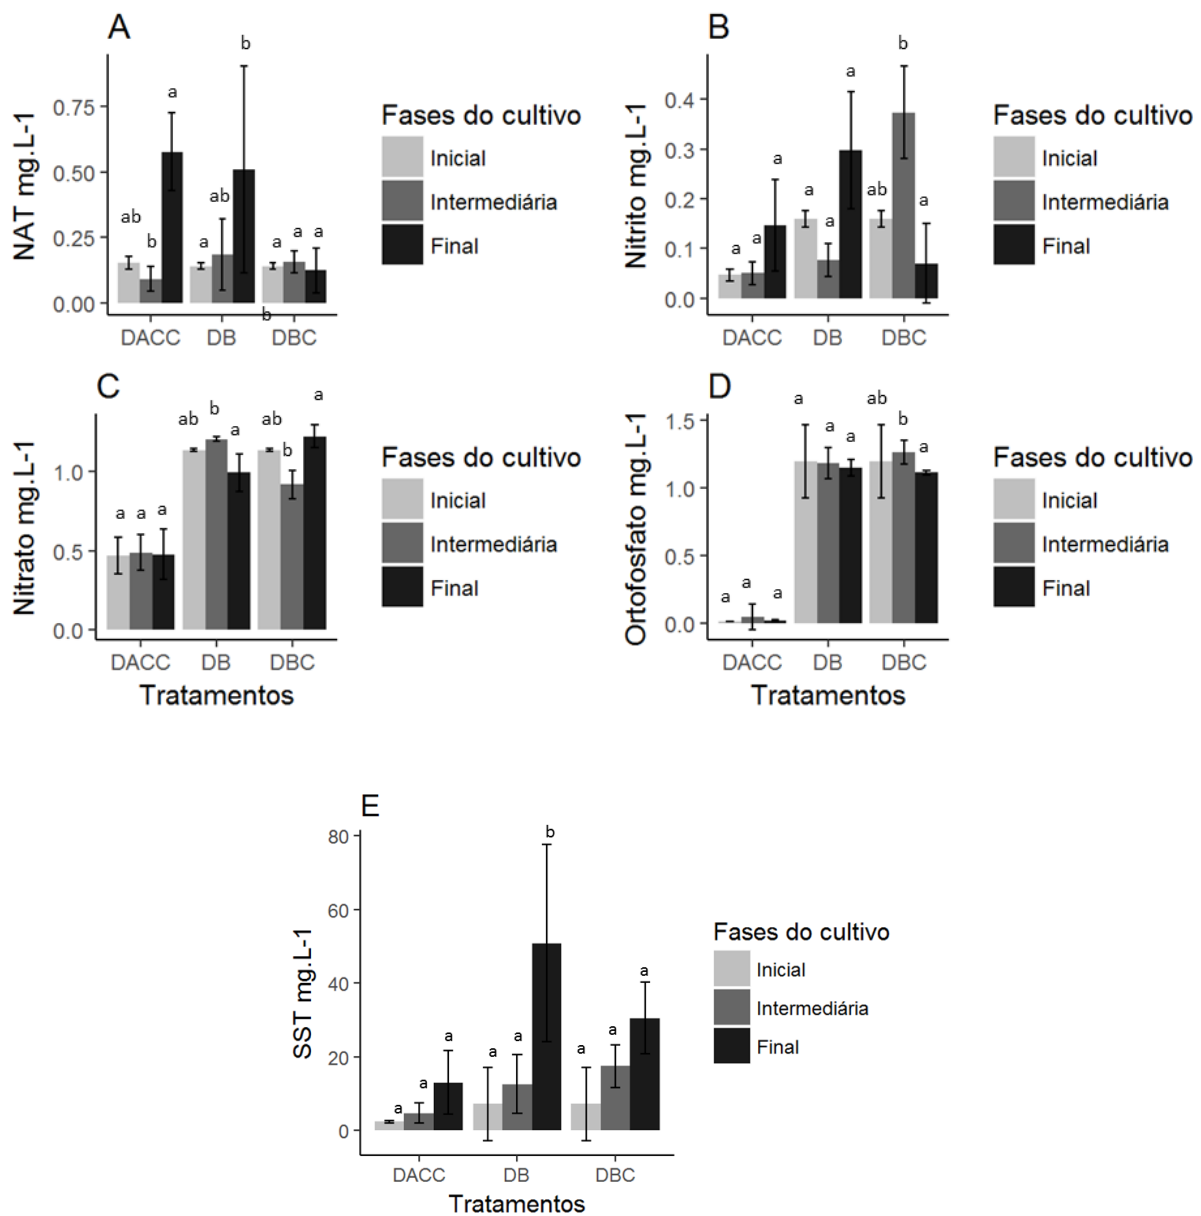 A
NAT mg.L-1
0.75
0.50
0.25
0.00
ab b a
a ab b
a a a
b
DACC DB DBC
Fases do cultivo
Inicial
Intermediária
Final
B
Nitrito mg.L-1
0.4
0.3
0.2
0.1
0.0
a a a
a a a
ab b a
DACC DB DBC
Fases do cultivo
Inicial
Intermediária
Final
C
Nitrato mg.L-1
1.0
0.5
0.0
a a a
ab b a
ab b a
DACC DB DBC
Tratamentos
Fases do cultivo
Inicial
Intermediária
Final
D
Ortofosfato mg.L-1
1.5
1.0
0.5
0.0
a a a
a a a
ab b a
DACC DB DBC
Tratamentos
Fases do cultivo
Inicial
Intermediária
Final
E
SST mg.L-1
80
60
40
20
0
a a a
a a b
a a a
DACC DB DBC
Tratamentos
Fases do cultivo
Inicial
Intermediária
Final